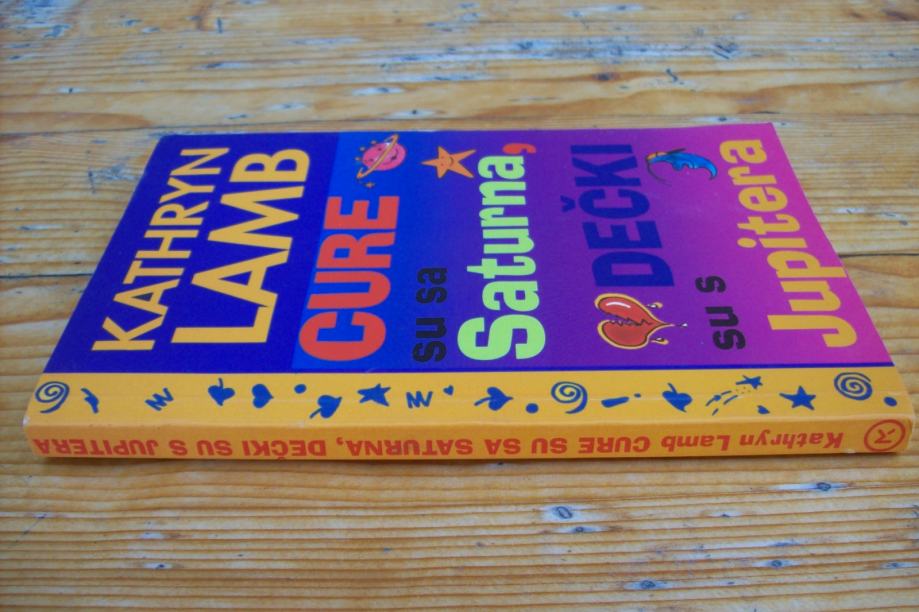 KATHRYN
LAMB
CURE
su sa
Saturna,
DEČKI
su s
Jupitera
Kathryn Lamb CURE SU SA SATURNA, DEČKI SU S JUPITERA